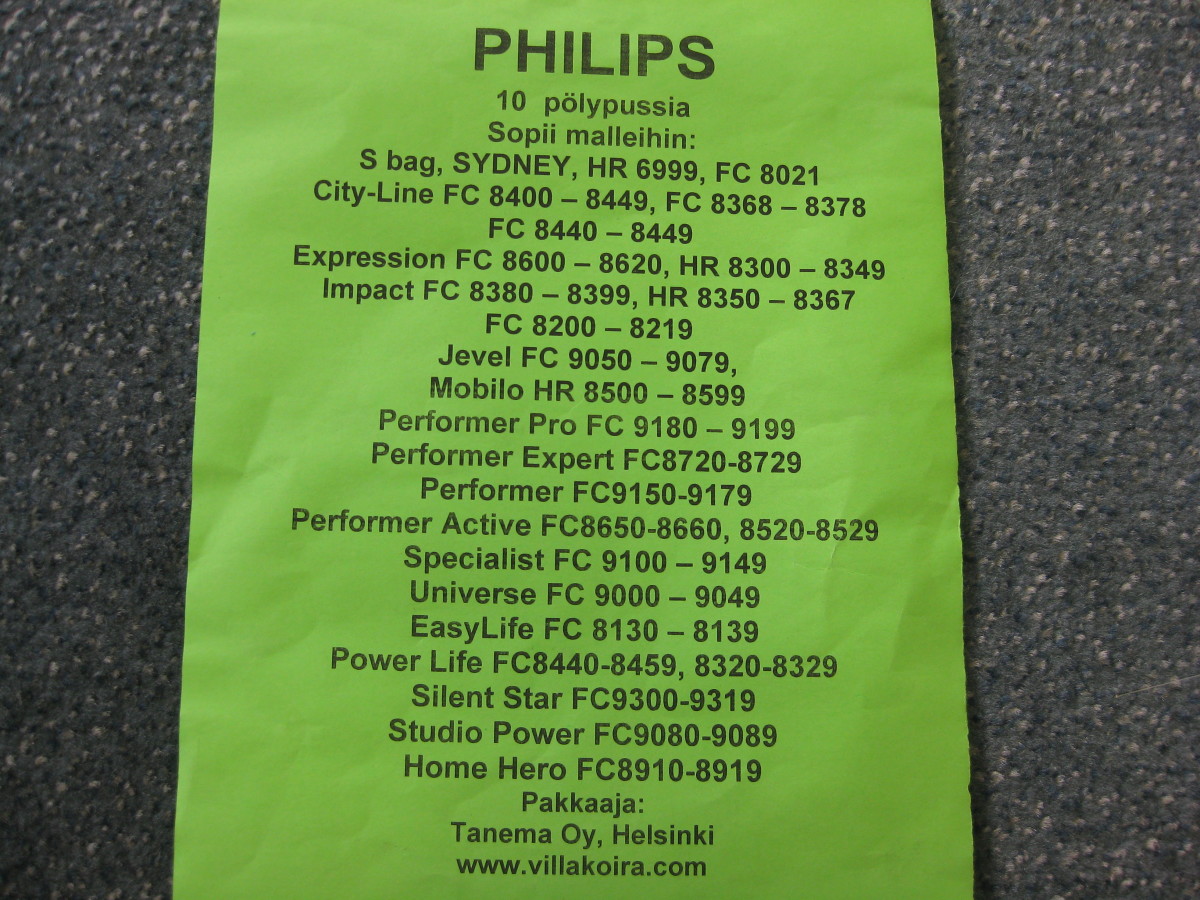 PHILIPS
10 pölypussia
Sopii malleihin:
S bag, SYDNEY, HR 6999, FC 8021
City-Line FC 8400 – 8449, FC 8368 – 8378
FC 8440 – 8449
Expression FC 8600 – 8620, HR 8300 – 8349
Impact FC 8380 – 8399, HR 8350 – 8367
FC 8200 – 8219
Jevel FC 9050 – 9079,
Mobilo HR 8500 – 8599
Performer Pro FC 9180 – 9199
Performer Expert FC8720-8729
Performer FC9150-9179
Performer Active FC8650-8660, 8520-8529
Specialist FC 9100 – 9149
Universe FC 9000 – 9049
EasyLife FC 8130 – 8139
Power Life FC8440-8459, 8320-8329
Silent Star FC9300-9319
Studio Power FC9080-9089
Home Hero FC8910-8919
Pakkaaja:
Tanema Oy, Helsinki
www.villakoira.com